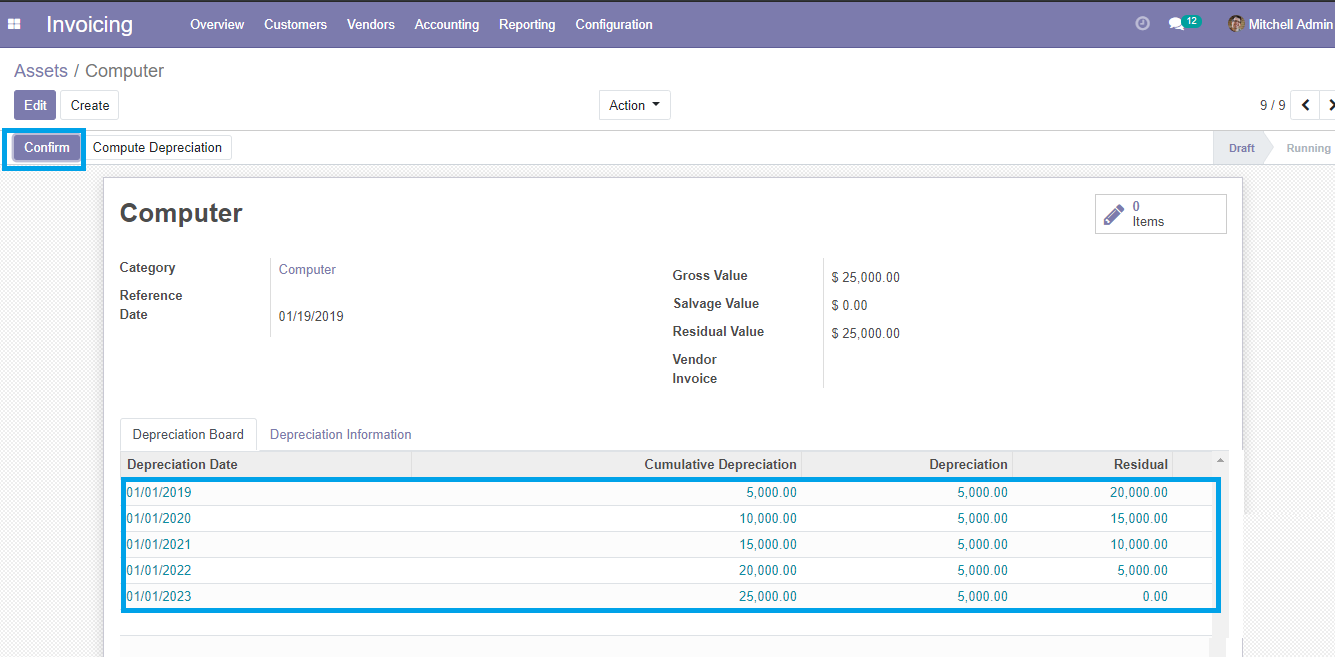 Invoicing Overview Customers Vendors Accounting Reporting Configuration 12 Mitchell Admin
Assets / Computer
Edit Create Action 9 / 9
Confirm Compute Depreciation Draft Running
Computer
0
Items
Category Computer
Reference
Date 01/19/2019
Gross Value $ 25,000.00
Salvage Value $ 0.00
Residual Value $ 25,000.00
Vendor
Invoice
Depreciation Board Depreciation Information
Depreciation Date Cumulative Depreciation Depreciation Residual
01/01/2019 5,000.00 5,000.00 20,000.00
01/01/2020 10,000.00 5,000.00 15,000.00
01/01/2021 15,000.00 5,000.00 10,000.00
01/01/2022 20,000.00 5,000.00 5,000.00
01/01/2023 25,000.00 5,000.00 0.00